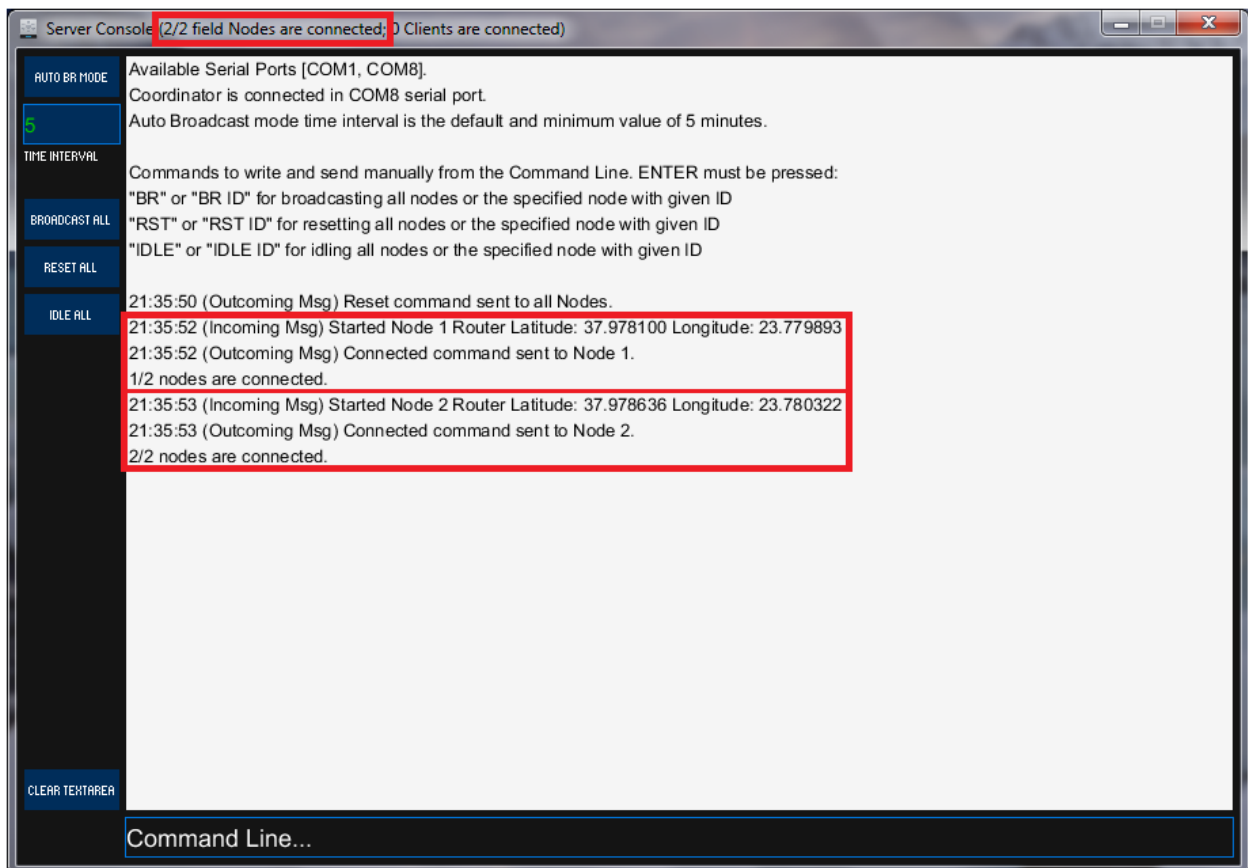 Server Console (2/2 field Nodes are connected; 0 Clients are connected)
AUTO BR MODE
5
TIME INTERVAL
BROADCAST ALL
RESET ALL
IDLE ALL
CLEAR TEXTAREA
Available Serial Ports [COM1, COM8].
Coordinator is connected in COM8 serial port.
Auto Broadcast mode time interval is the default and minimum value of 5 minutes.
Commands to write and send manually from the Command Line. ENTER must be pressed:
"BR" or "BR ID" for broadcasting all nodes or the specified node with given ID
"RST" or "RST ID" for resetting all nodes or the specified node with given ID
"IDLE" or "IDLE ID" for idling all nodes or the specified node with given ID
21:35:50 (Outcoming Msg) Reset command sent to all Nodes.
21:35:52 (Incoming Msg) Started Node 1 Router Latitude: 37.978100 Longitude: 23.779893
21:35:52 (Outcoming Msg) Connected command sent to Node 1.
1/2 nodes are connected.
21:35:53 (Incoming Msg) Started Node 2 Router Latitude: 37.978636 Longitude: 23.780322
21:35:53 (Outcoming Msg) Connected command sent to Node 2.
2/2 nodes are connected.
Command Line...